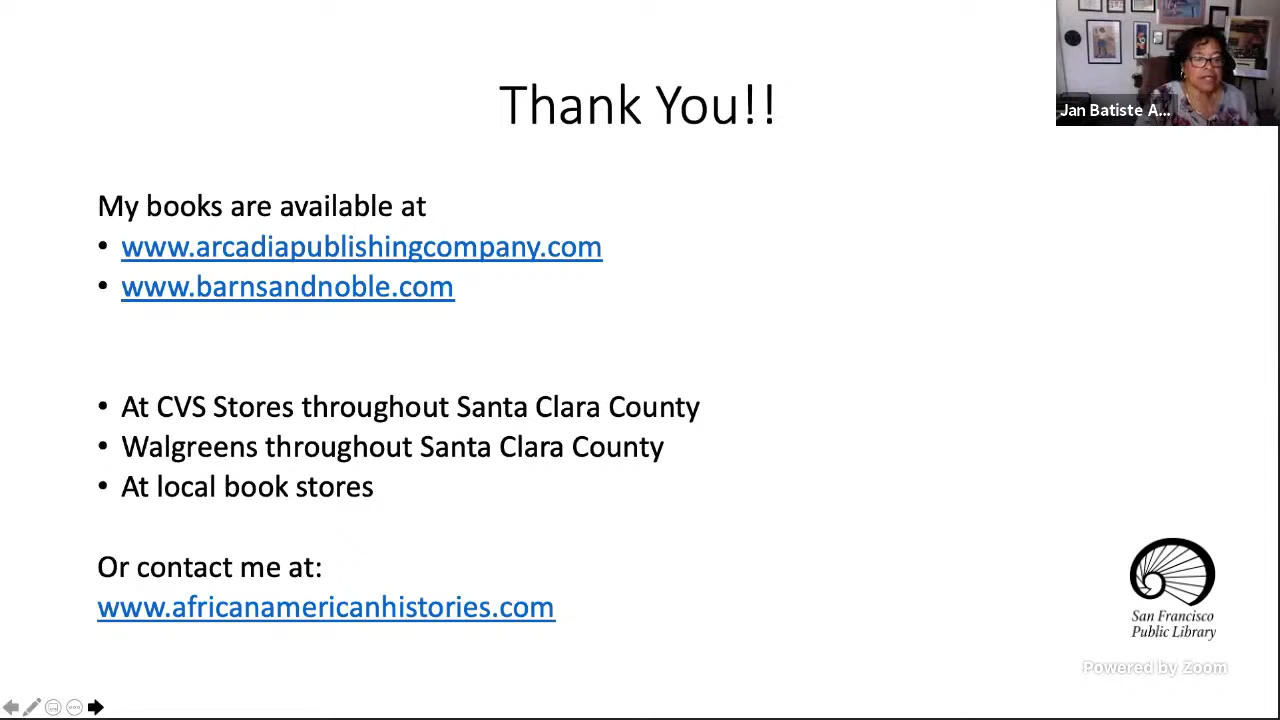 Thank You!!
Jan Batiste A...
My books are available at
• www.arcadiapublishingcompany.com
• www.barnsandnoble.com
• At CVS Stores throughout Santa Clara County
• Walgreens throughout Santa Clara County
• At local book stores
Or contact me at:
www.africanamericanhistories.com
San Francisco
Public Library
Powered by Zoom